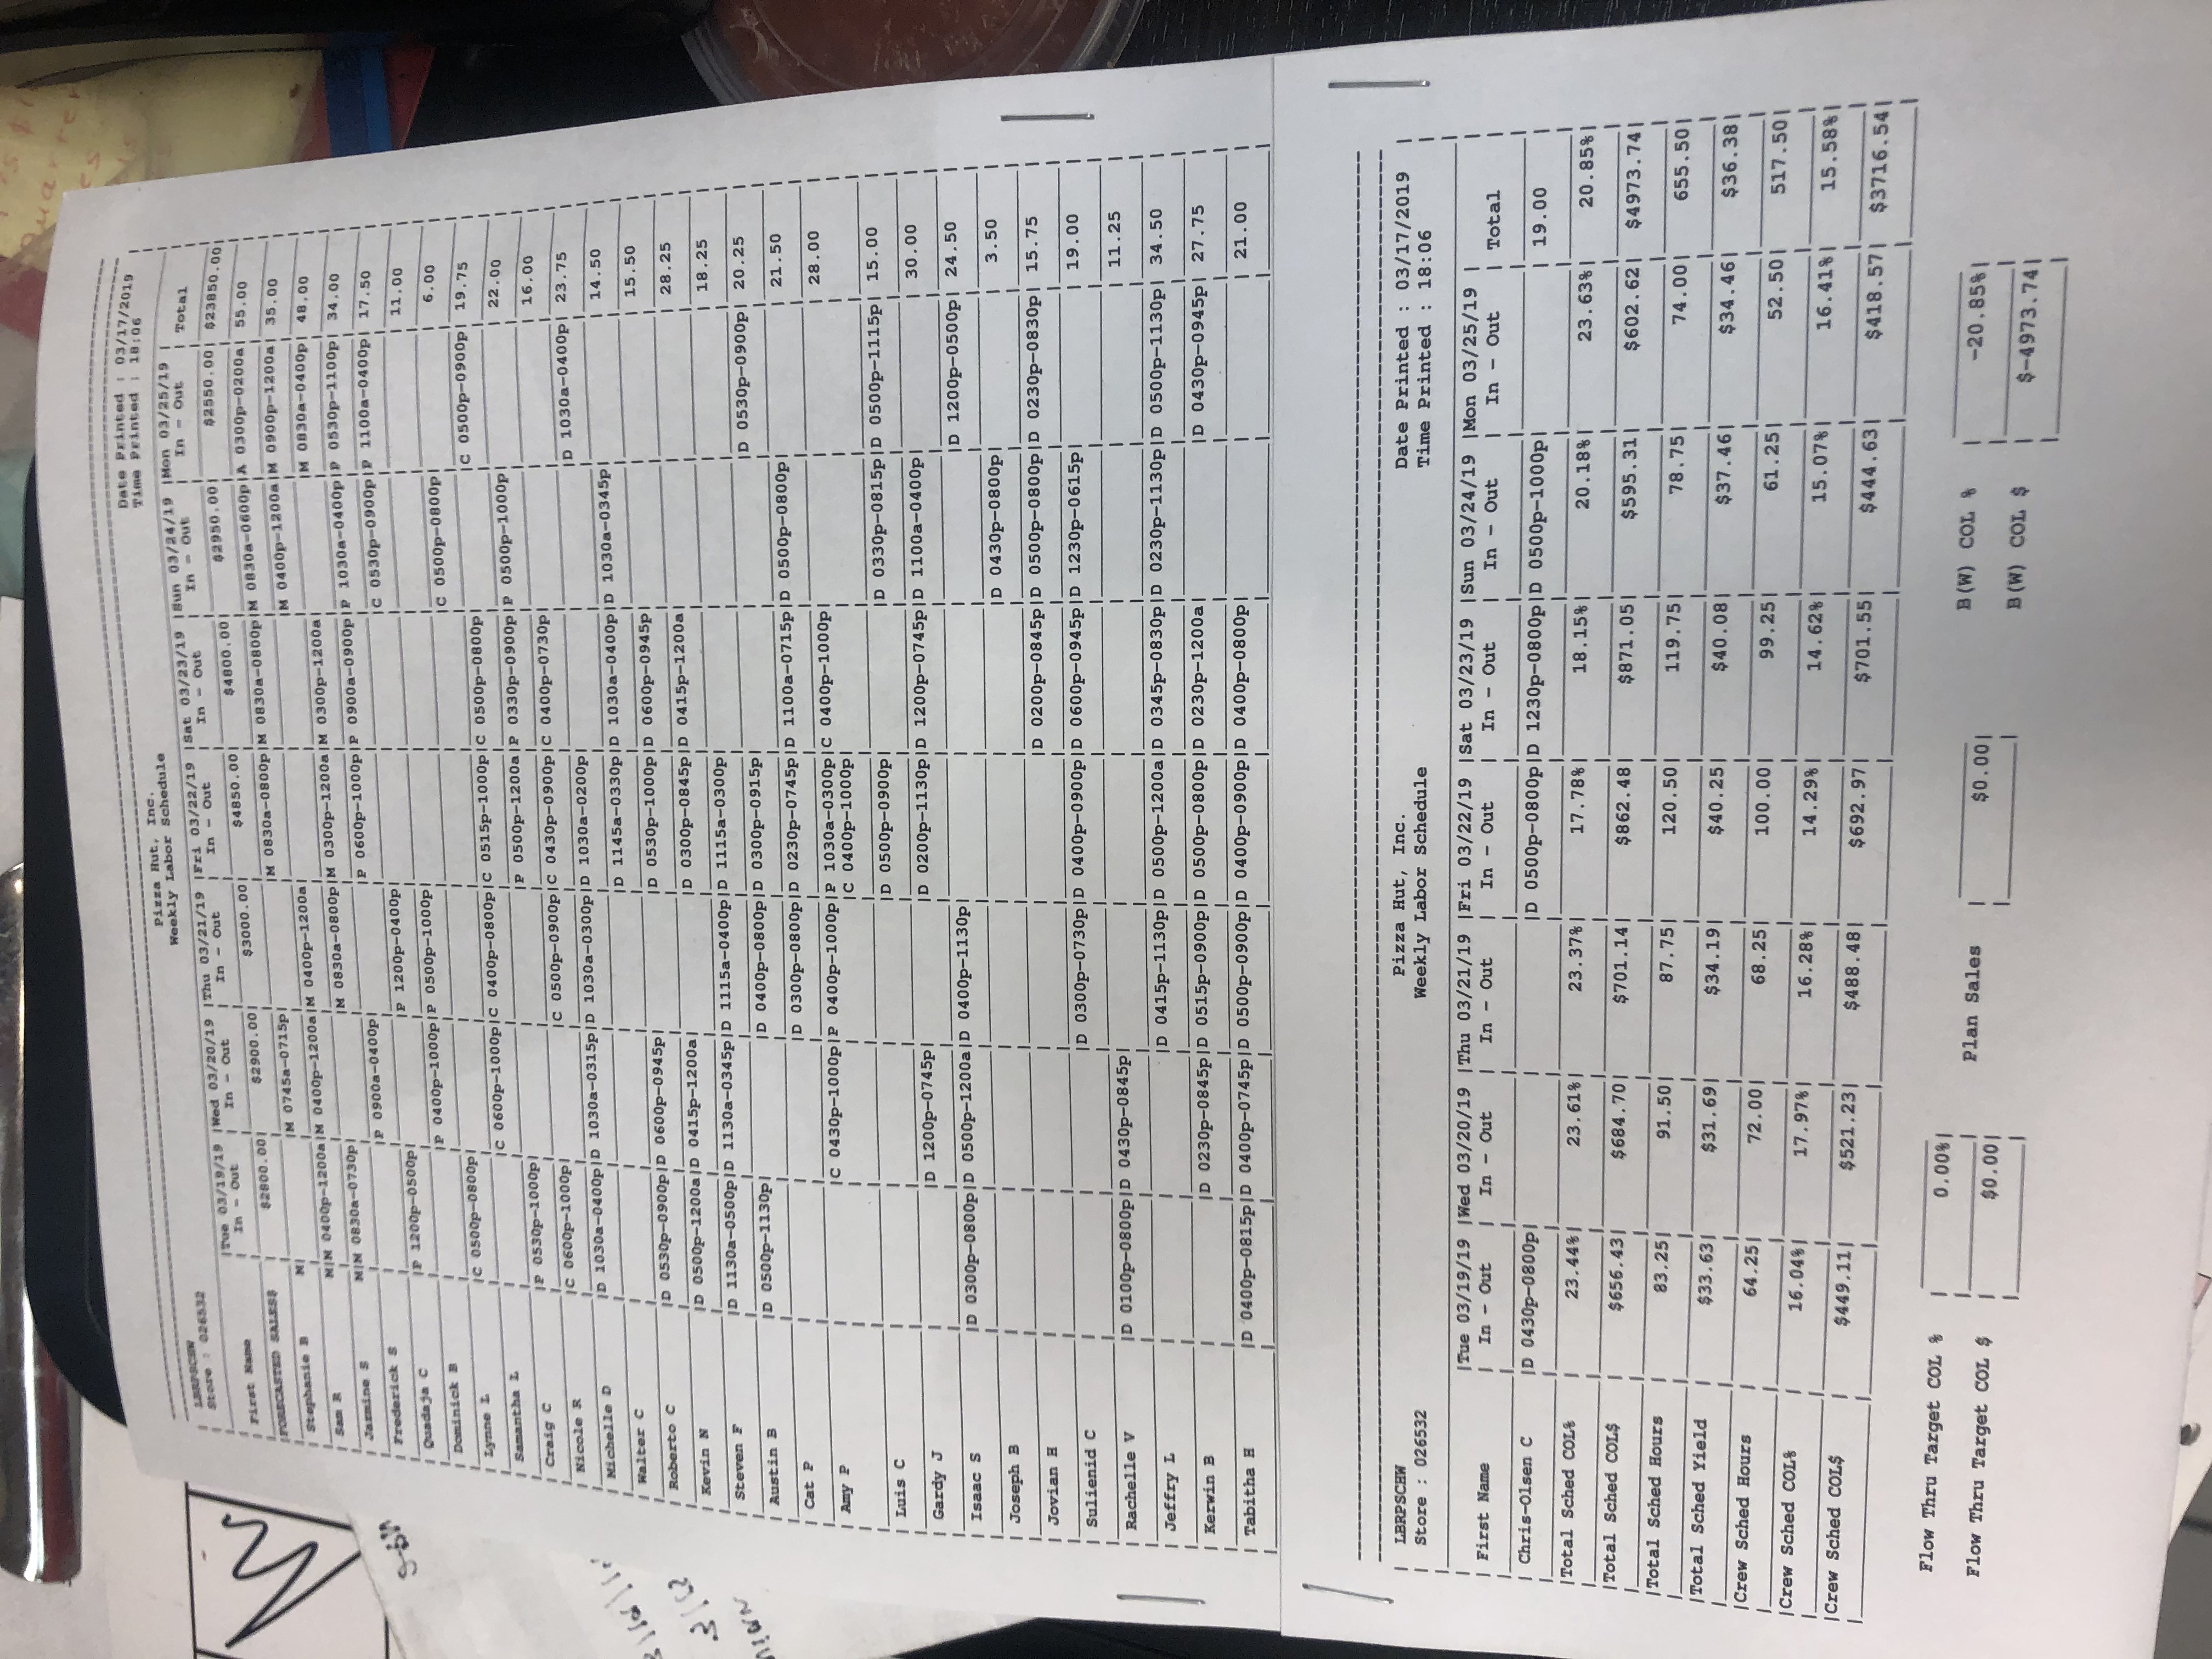 Date Printed : 03/17/2019
Time Printed : 18:06
Pizza Hut, Inc.
Weekly Labor Schedule
LBRPSCHW
Store : 026532
|Tue 03/19/19 |Wed 03/20/19 |Thu 03/21/19 |Fri 03/22/19 |Sat 03/23/19 |Sun 03/24/19 |Mon 03/25/19 |
First Name In - Out In - Out In - Out In - Out In - Out In - Out In - Out | Total
FORECASTED SALES$ $2800.00| $2900.00| $3000.00| $4850.00| $4800.00| $2950.00| $2550.00| $23850.00|
Stephanie B M| |M 0745a-0715p| |M 0830a-0800p|M 0830a-0800p|M 0830a-0600p|A 0300p-0200a| 55.00
Sam R M|M 0400p-1200a|M 0400p-1200a|M 0400p-1200a| |M 0400p-1200a|M 0900p-1200a| 35.00
Jazmine S M|M 0830a-0730p| |M 0830a-0800p|M 0300p-1200a|M 0300p-1200a| |M 0830a-0400p| 48.00
Frederick S |P 0900a-0400p| |P 0600p-1000p|P 0900a-0900p|P 1030a-0400p|P 0530p-1100p| 34.00
Quadaja C |P 1200p-0500p| |P 1200p-0400p| |C 0530p-0900p|P 1100a-0400p| 17.50
Dominick B |P 0400p-1000p|P 0500p-1000p| 11.00
Lynne L |C 0500p-0800p| |C 0500p-0800p| 6.00
Samantha L |C 0600p-1000p|C 0400p-0800p|C 0515p-1000p|C 0500p-0800p| |C 0500p-0900p| 19.75
Craig C |P 0530p-1000p| |P 0500p-1200a|P 0330p-0900p|P 0500p-1000p| 22.00
Nicole R |C 0600p-1000p| |C 0500p-0900p|C 0430p-0900p|C 0400p-0730p| 16.00
Michelle D |D 1030a-0400p|D 1030a-0315p|D 1030a-0300p|D 1030a-0200p| |D 1030a-0400p| 23.75
Walter C |D 1145a-0330p|D 1030a-0400p|D 1030a-0345p| 14.50
Roberto C |D 0530p-0900p|D 0600p-0945p| |D 0530p-1000p|D 0600p-0945p| 15.50
Kevin N |D 0500p-1200a|D 0415p-1200a| |D 0300p-0845p|D 0415p-1200a| 28.25
Steven F |D 1130a-0500p|D 1130a-0345p|D 1115a-0400p|D 1115a-0300p| 18.25
Austin B |D 0500p-1130p| |D 0400p-0800p|D 0300p-0915p| |D 0530p-0900p| 20.25
Cat P |D 0300p-0800p|D 0230p-0745p|D 1100a-0715p|D 0500p-0800p| 21.50
Amy P |C 0430p-1000p|P 0400p-1000p|P 1030a-0300p|C 0400p-1000p| 28.00
|C 0400p-1000p|
Luis C |D 0500p-0900p| |D 0330p-0815p|D 0500p-1115p| 15.00
Gardy J |D 1200p-0745p| |D 0200p-1130p|D 1200p-0745p|D 1100a-0400p| 30.00
Isaac S |D 0300p-0800p|D 0500p-1200a|D 0400p-1130p| |D 1200p-0500p| 24.50
Joseph B |D 0430p-0800p| 3.50
Jovian H |D 0200p-0845p|D 0500p-0800p|D 0230p-0830p| 15.75
Sulienid C |D 0300p-0730p|D 0400p-0900p|D 0600p-0945p|D 1230p-0615p| 19.00
Rachelle V |D 0100p-0800p|D 0430p-0845p| 11.25
Jeffry L |D 0415p-1130p|D 0500p-1200a|D 0345p-0830p|D 0230p-1130p|D 0500p-1130p| 34.50
Kerwin B |D 0230p-0845p|D 0515p-0900p|D 0500p-0800p|D 0230p-1200a| |D 0430p-0945p| 27.75
Tabitha H |D 0400p-0815p|D 0400p-0745p|D 0500p-0900p|D 0400p-0900p|D 0400p-0800p| 21.00
LBRPSCHW Pizza Hut, Inc. Date Printed : 03/17/2019
Store : 026532 Weekly Labor Schedule Time Printed : 18:06
|Tue 03/19/19 |Wed 03/20/19 |Thu 03/21/19 |Fri 03/22/19 |Sat 03/23/19 |Sun 03/24/19 |Mon 03/25/19 |
First Name | In - Out | In - Out | In - Out | In - Out | In - Out | In - Out | In - Out | Total
Chris-Olsen C |D 0430p-0800p| |D 0500p-0800p|D 1230p-0800p|D 0500p-1000p| | 19.00
|Total Sched COL% | 23.44%| 23.61%| 23.37%| 17.78%| 18.15%| 20.18%| 23.63%| 20.85%|
|Total Sched COL$ | $656.43| $684.70| $701.14| $862.48| $871.05| $595.31| $602.62| $4973.74|
|Total Sched Hours | 83.25| 91.50| 87.75| 120.50| 119.75| 78.75| 74.00| 655.50|
|Total Sched Yield | $33.63| $31.69| $34.19| $40.25| $40.08| $37.46| $34.46| $36.38|
|Crew Sched Hours | 64.25| 72.00| 68.25| 100.00| 99.25| 61.25| 52.50| 517.50|
|Crew Sched COL% | 16.04%| 17.97%| 16.28%| 14.29%| 14.62%| 15.07%| 16.41%| 15.58%|
|Crew Sched COL$ | $449.11| $521.23| $488.48| $692.97| $701.55| $444.63| $418.57| $3716.54|
Flow Thru Target COL % | 0.00%|
Flow Thru Target COL $ | $0.00|
Plan Sales | $0.00|
B(W) COL % | -20.85%|
B(W) COL $ | $-4973.74|